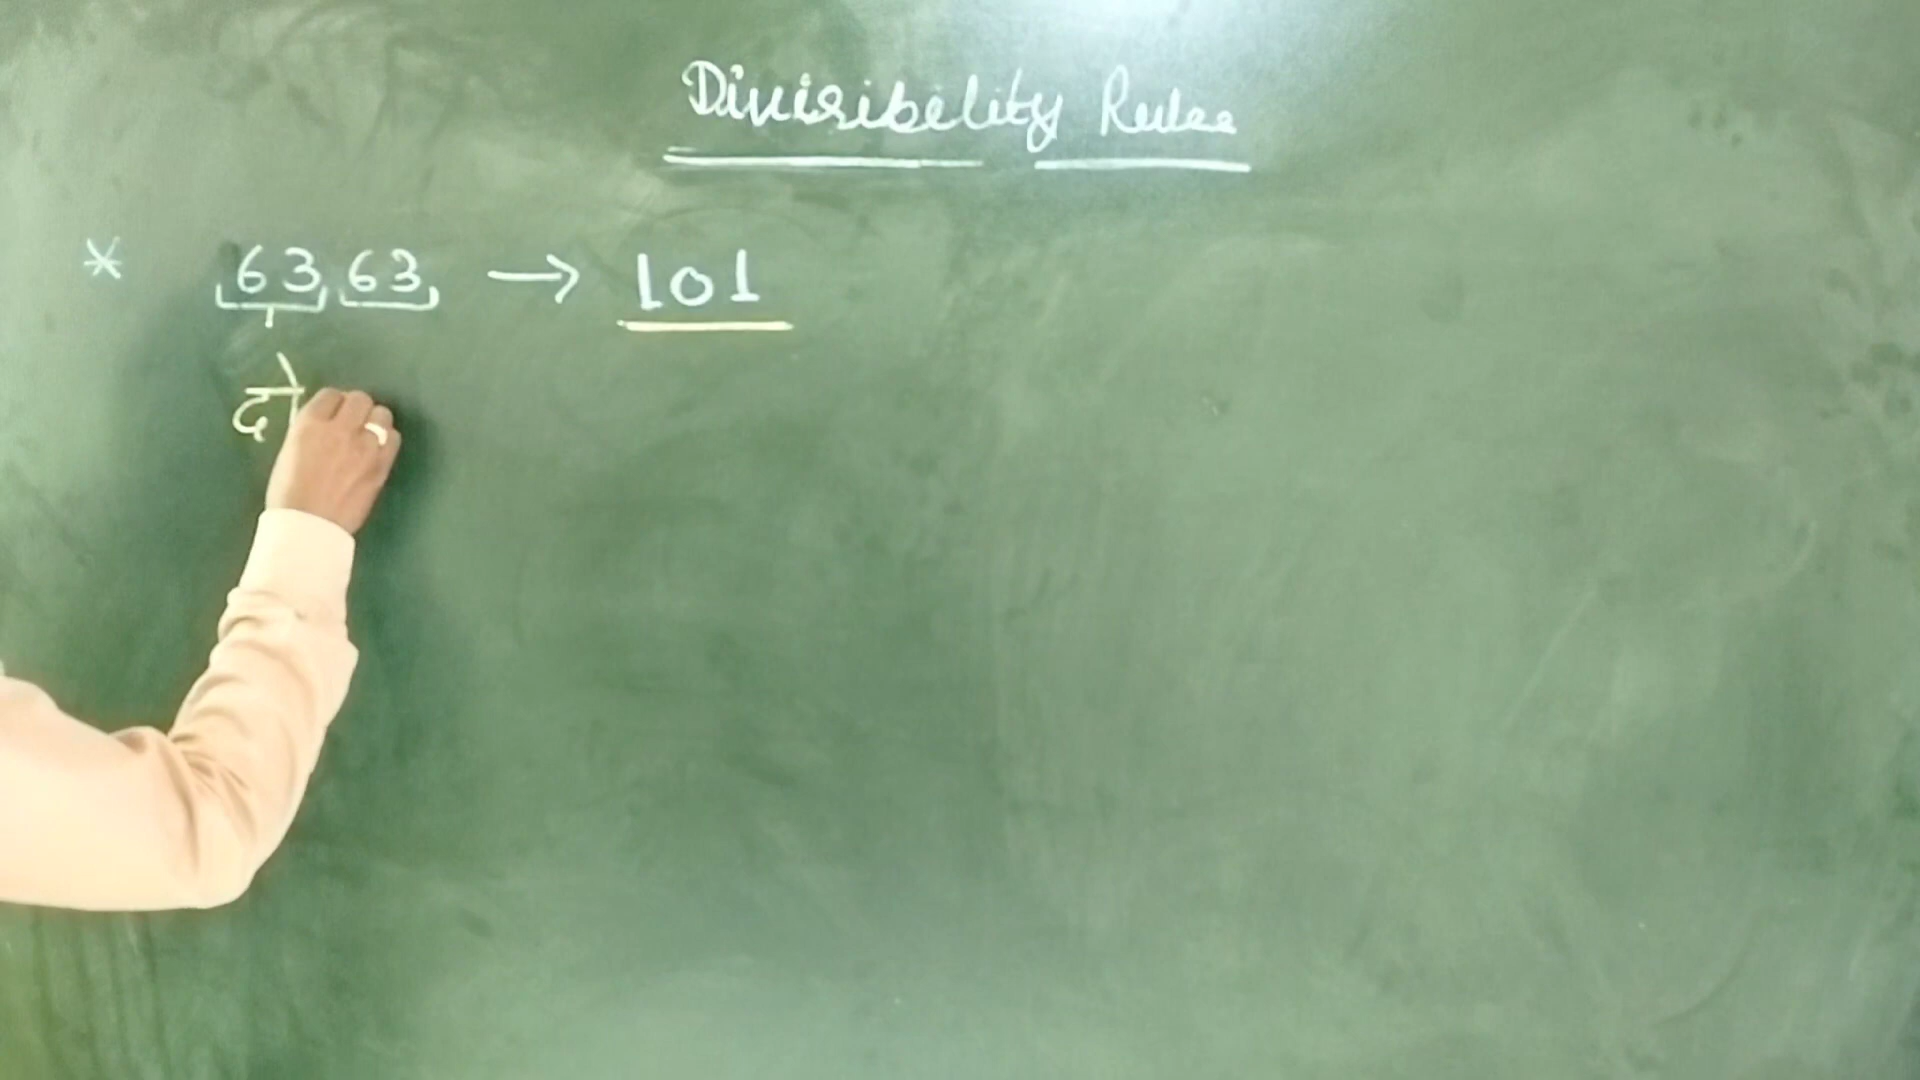 Divisibility Rules
* 63 63 → 101
दो